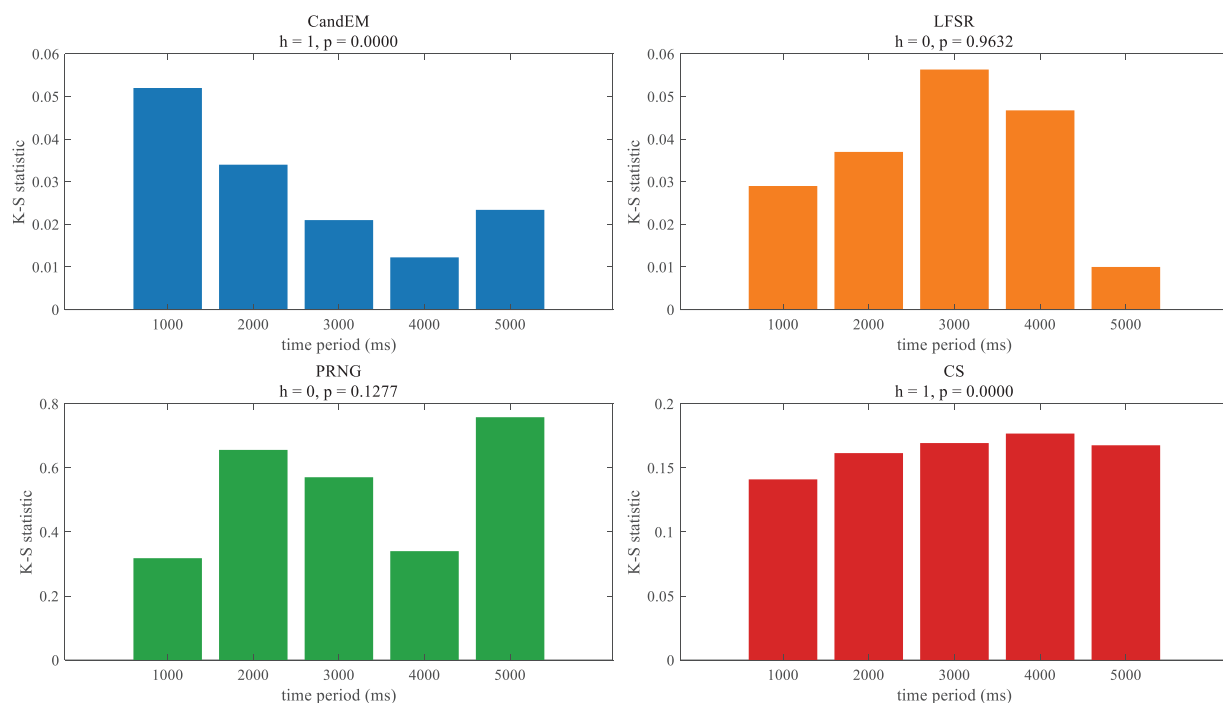 CandEM
h = 1, p = 0.0000
0.06
0.05
0.04
0.03
0.02
0.01
0
K-S statistic
1000 2000 3000 4000 5000
time period (ms)
LFSR
h = 0, p = 0.9632
0.06
0.05
0.04
0.03
0.02
0.01
0
K-S statistic
1000 2000 3000 4000 5000
time period (ms)
PRNG
h = 0, p = 0.1277
0.8
0.6
0.4
0.2
0
K-S statistic
1000 2000 3000 4000 5000
time period (ms)
CS
h = 1, p = 0.0000
0.2
0.15
0.1
0.05
0
K-S statistic
1000 2000 3000 4000 5000
time period (ms)